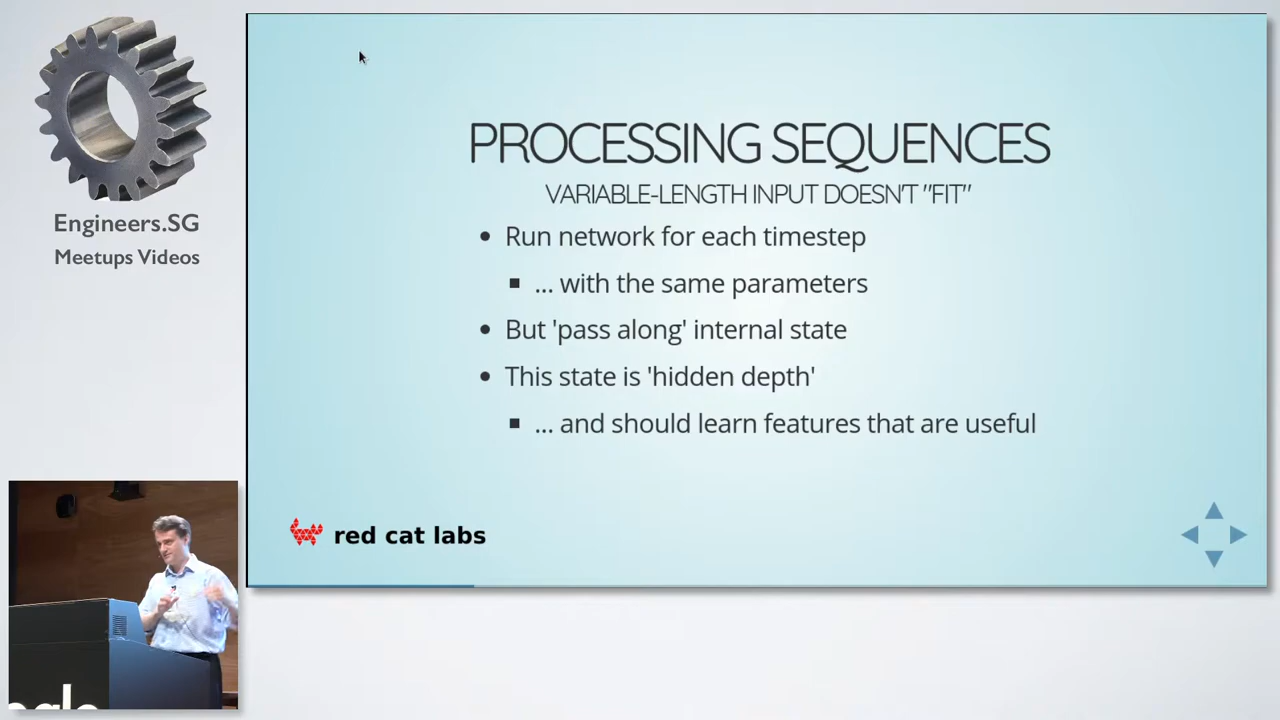 Engineers.SG
Meetups Videos
PROCESSING SEQUENCES
VARIABLE-LENGTH INPUT DOESN'T "FIT"
• Run network for each timestep
▪ ... with the same parameters
• But 'pass along' internal state
• This state is 'hidden depth'
▪ ... and should learn features that are useful
red cat labs